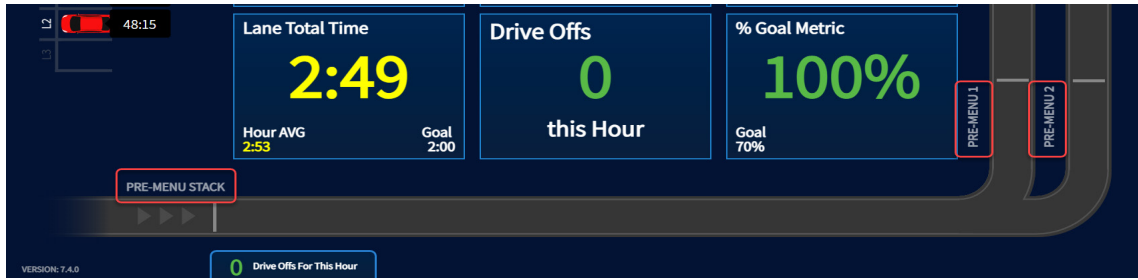 L2
48:15
L3
Lane Total Time
2:49
Hour AVG
2:53
Goal
2:00
Drive Offs
0
this Hour
% Goal Metric
100%
Goal
70%
PRE-MENU 1
PRE-MENU 2
PRE-MENU STACK
VERSION: 7.4.0
0 Drive Offs For This Hour